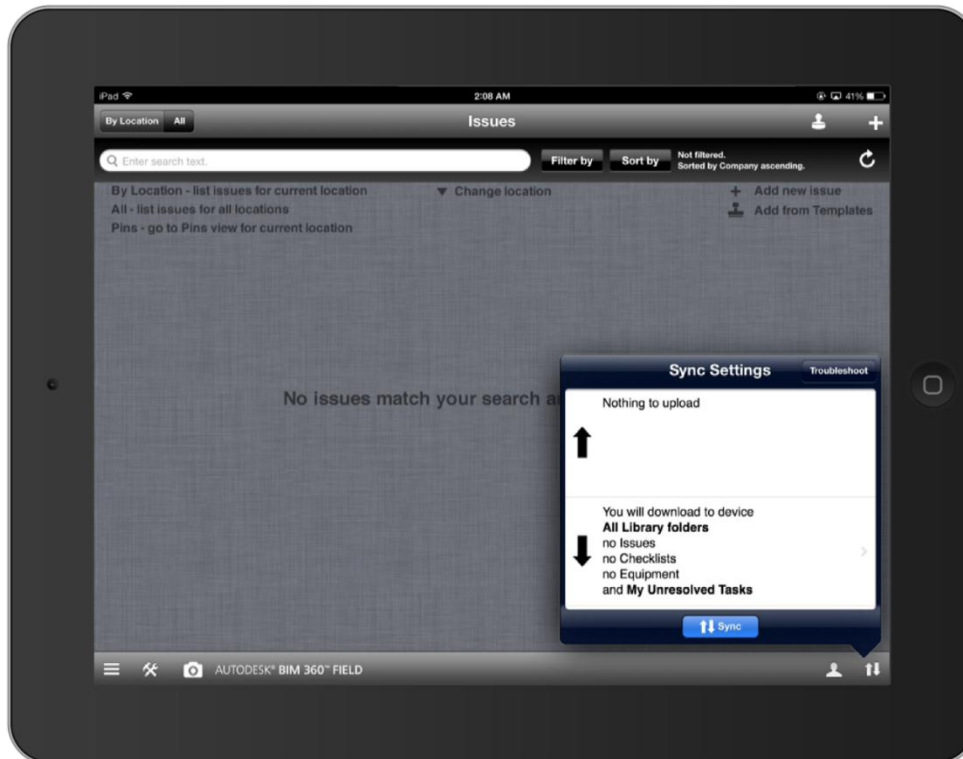 iPad
2:08 AM
41%
By Location All
Issues
Enter search text.
Filter by
Sort by
Not filtered.
Sorted by Company ascending.
By Location - list issues for current location
All - list issues for all locations
Pins - go to Pins view for current location
Change location
Add new issue
Add from Templates
No issues match your search
Sync Settings
Troubleshoot
Nothing to upload
You will download to device
All Library folders
no Issues
no Checklists
no Equipment
and My Unresolved Tasks
Sync
AUTODESK® BIM 360™ FIELD